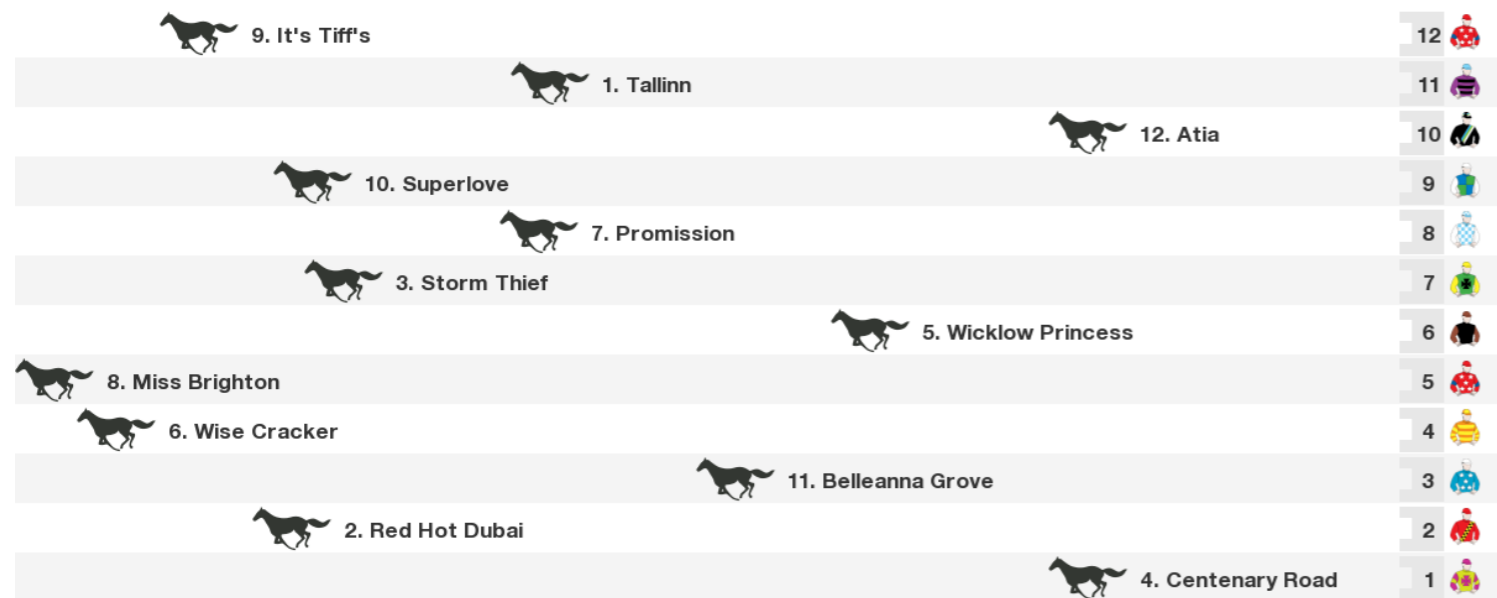 9. It's Tiff's 12
1. Tallinn 11
12. Atia 10
10. Superlove 9
7. Promission 8
3. Storm Thief 7
5. Wicklow Princess 6
8. Miss Brighton 5
6. Wise Cracker 4
11. Belleanna Grove 3
2. Red Hot Dubai 2
4. Centenary Road 1